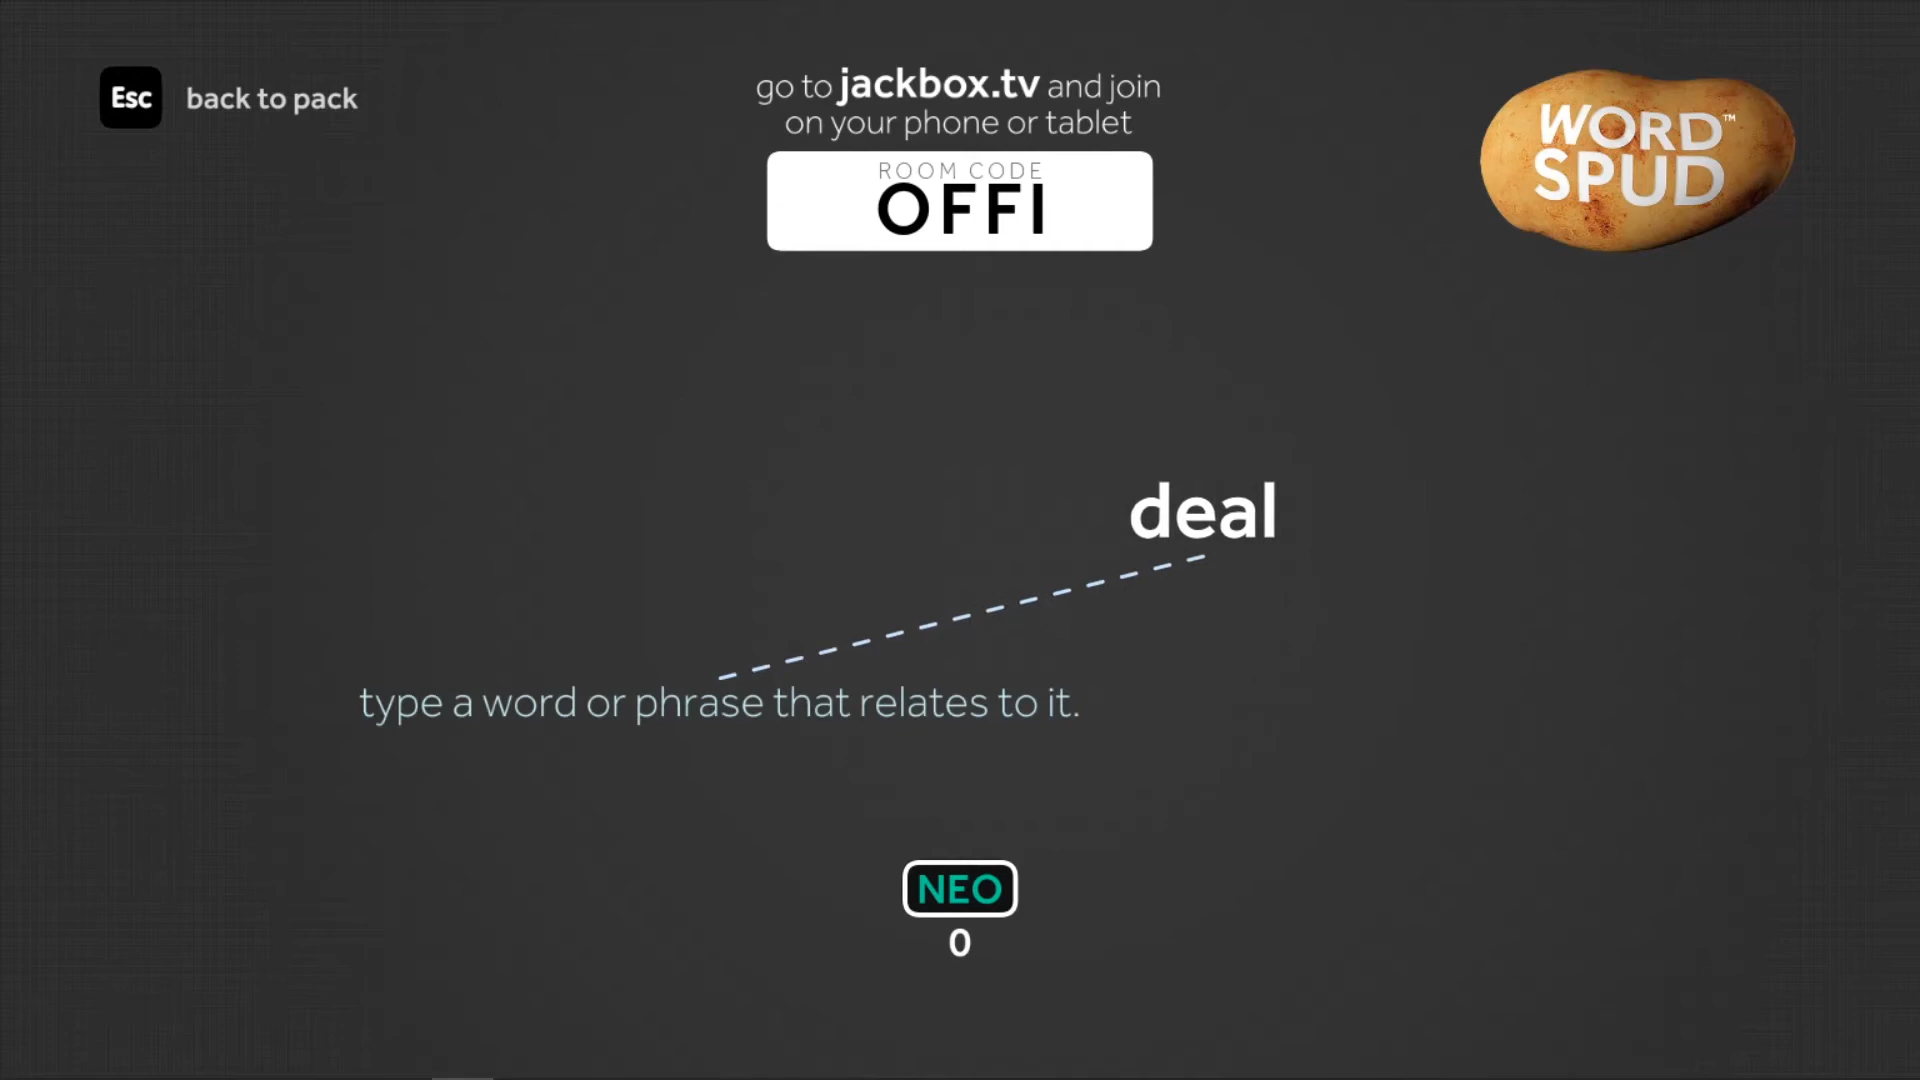 Esc back to pack
go to jackbox.tv and join
on your phone or tablet
ROOM CODE
OFFI
WORD™
SPUD
deal
type a word or phrase that relates to it.
NEO
0